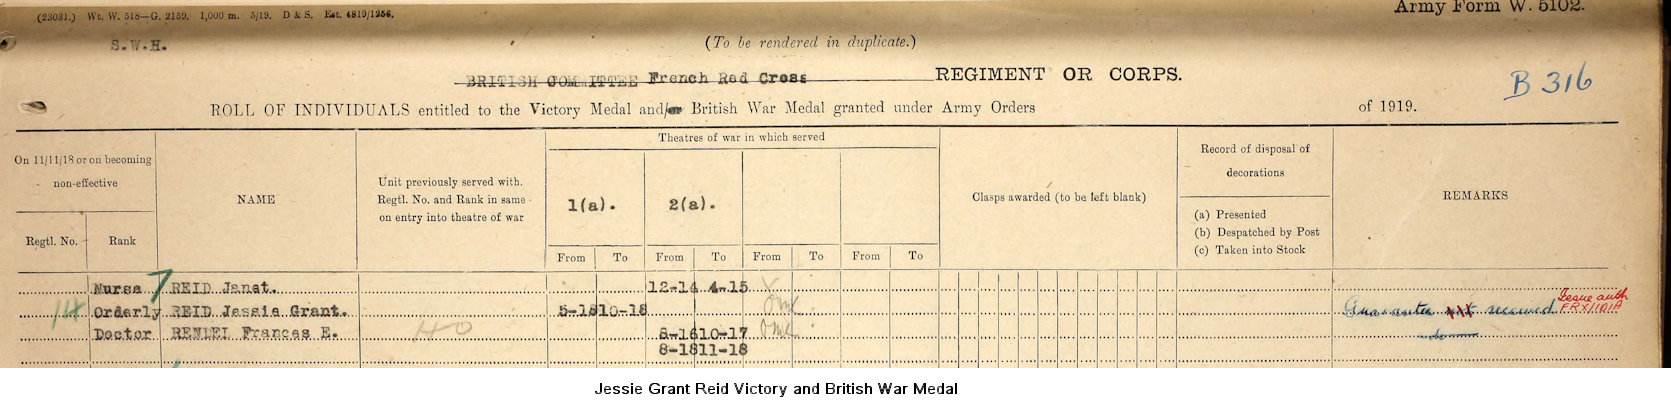 (23031.) Wt. W. 518—G. 2159. 1,000 m. 5/19. D & S. Est. 4819/1256.
Army Form W. 5102.
S.W.H.
(To be rendered in duplicate.)
BRITISH COMMITTEE French Red Cross REGIMENT OR CORPS.
B 316
ROLL OF INDIVIDUALS entitled to the Victory Medal and/or British War Medal granted under Army Orders of 1919.
On 11/11/18 or on becoming non-effective
Regtl. No.
Rank
NAME
Unit previously served with.
Regtl. No. and Rank in same
on entry into theatre of war
Theatres of war in which served
1(a). 2(a).
From To From To From To From To
Clasps awarded (to be left blank)
Record of disposal of
decorations
(a) Presented
(b) Despatched by Post
(c) Taken into Stock
REMARKS
Nurse REID Janet. 12-14 4-15
14 Orderly REID Jessie Grant. 5-18 10-18 Guarantee not received Issue auth
FRX/1101A
Doctor RENDEL Frances E. 8-16 10-17 do
8-18 11-18
Jessie Grant Reid Victory and British War Medal